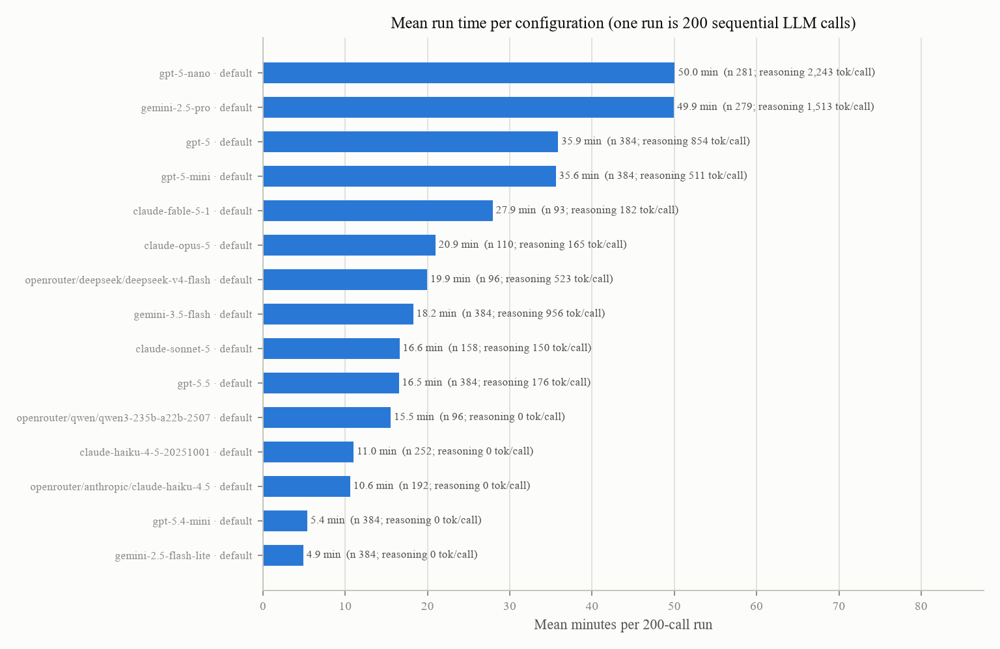 Mean run time per configuration (one run is 200 sequential LLM calls)
gpt-5-nano · default 50.0 min (n 281; reasoning 2,243 tok/call)
gemini-2.5-pro · default 49.9 min (n 279; reasoning 1,513 tok/call)
gpt-5 · default 35.9 min (n 384; reasoning 854 tok/call)
gpt-5-mini · default 35.6 min (n 384; reasoning 511 tok/call)
claude-fable-5-1 · default 27.9 min (n 93; reasoning 182 tok/call)
claude-opus-5 · default 20.9 min (n 110; reasoning 165 tok/call)
openrouter/deepseek/deepseek-v4-flash · default 19.9 min (n 96; reasoning 523 tok/call)
gemini-3.5-flash · default 18.2 min (n 384; reasoning 956 tok/call)
claude-sonnet-5 · default 16.6 min (n 158; reasoning 150 tok/call)
gpt-5.5 · default 16.5 min (n 384; reasoning 176 tok/call)
openrouter/qwen/qwen3-235b-a22b-2507 · default 15.5 min (n 96; reasoning 0 tok/call)
claude-haiku-4-5-20251001 · default 11.0 min (n 252; reasoning 0 tok/call)
openrouter/anthropic/claude-haiku-4.5 · default 10.6 min (n 192; reasoning 0 tok/call)
gpt-5.4-mini · default 5.4 min (n 384; reasoning 0 tok/call)
gemini-2.5-flash-lite · default 4.9 min (n 384; reasoning 0 tok/call)
0 10 20 30 40 50 60 70 80
Mean minutes per 200-call run